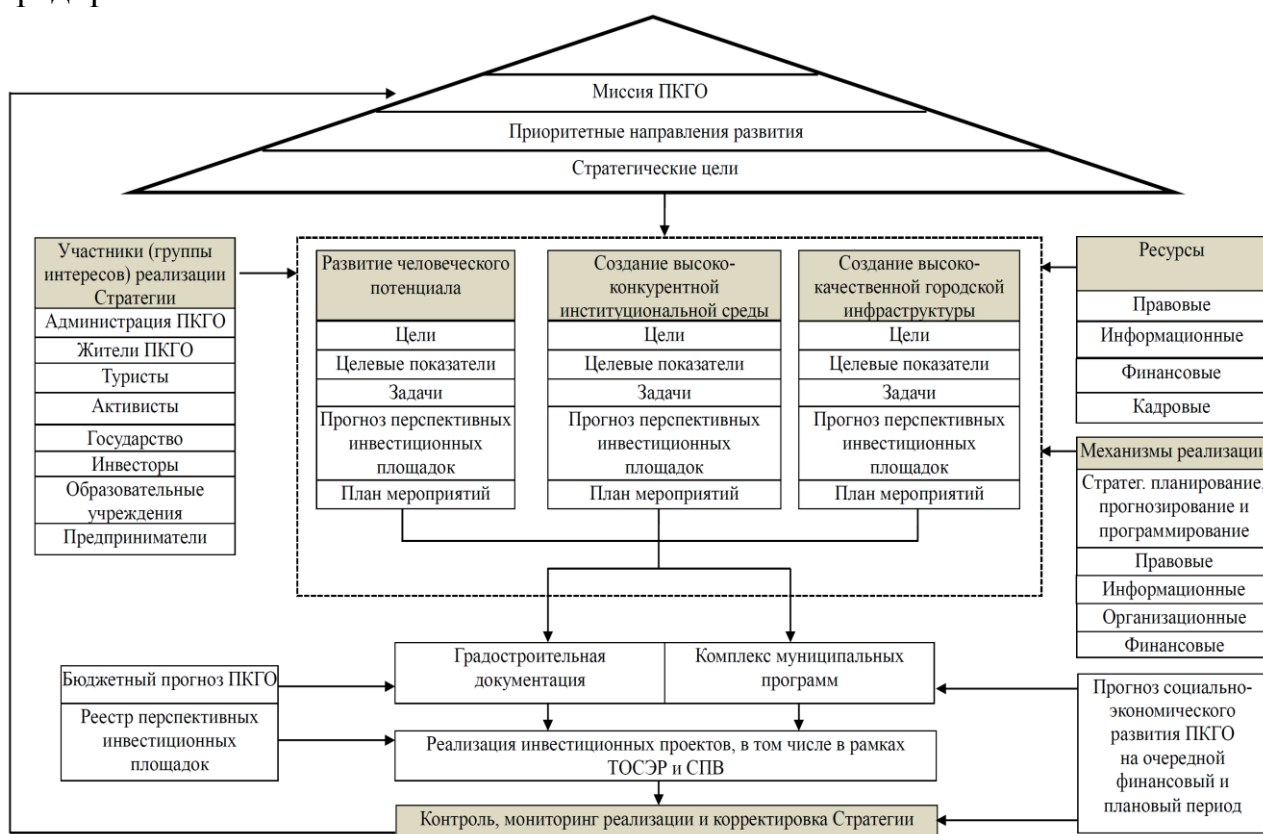 Миссия ПКГО
Приоритетные направления развития
Стратегические цели
Участники (группы
интересов) реализации
Стратегии
Администрация ПКГО
Жители ПКГО
Туристы
Активисты
Государство
Инвесторы
Образовательные
учреждения
Предприниматели
Развитие человеческого
потенциала
Цели
Целевые показатели
Задачи
Прогноз перспективных
инвестиционных
площадок
План мероприятий
Создание высоко-
конкурентной
институциональной среды
Цели
Целевые показатели
Задачи
Прогноз перспективных
инвестиционных
площадок
План мероприятий
Создание высоко-
качественной городской
инфраструктуры
Цели
Целевые показатели
Задачи
Прогноз перспективных
инвестиционных
площадок
План мероприятий
Ресурсы
Правовые
Информационные
Финансовые
Кадровые
Механизмы реализации
Стратег. планирование,
прогнозирование и
программирование
Правовые
Информационные
Организационные
Финансовые
Градостроительная
документация
Комплекс муниципальных
программ
Бюджетный прогноз ПКГО
Реестр перспективных
инвестиционных
площадок
Реализация инвестиционных проектов, в том числе в рамках
ТОСЭР и СПВ
Прогноз социально-
экономического
развития ПКГО
на очередной
финансовый и
плановый период
Контроль, мониторинг реализации и корректировка Стратегии